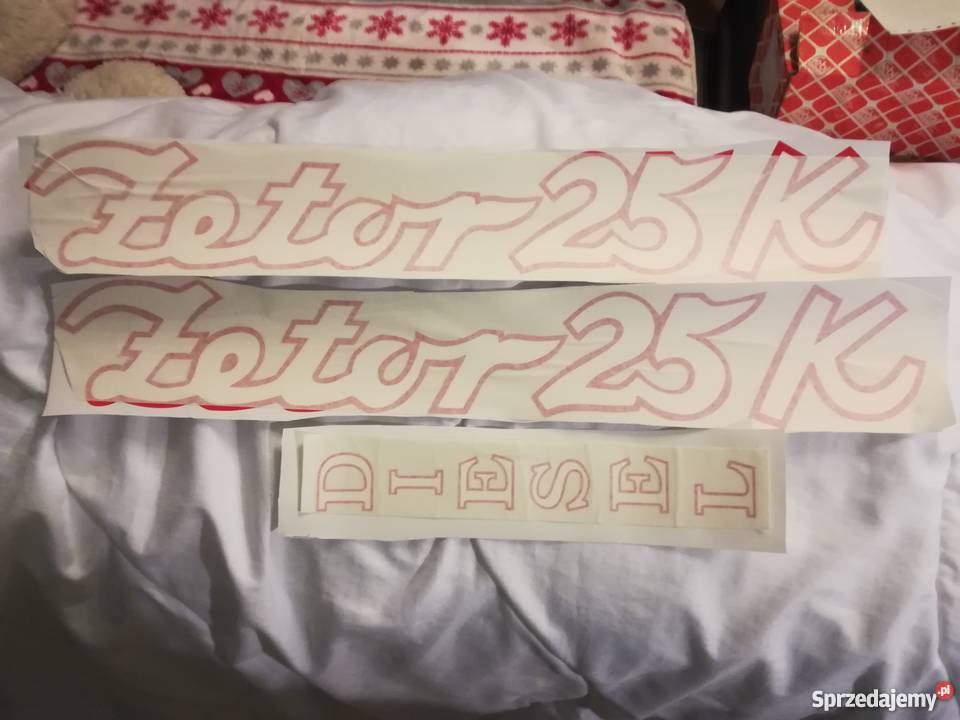 Zetor 25 K
Zetor 25 K
DIESEL
Sprzedajemy.pl